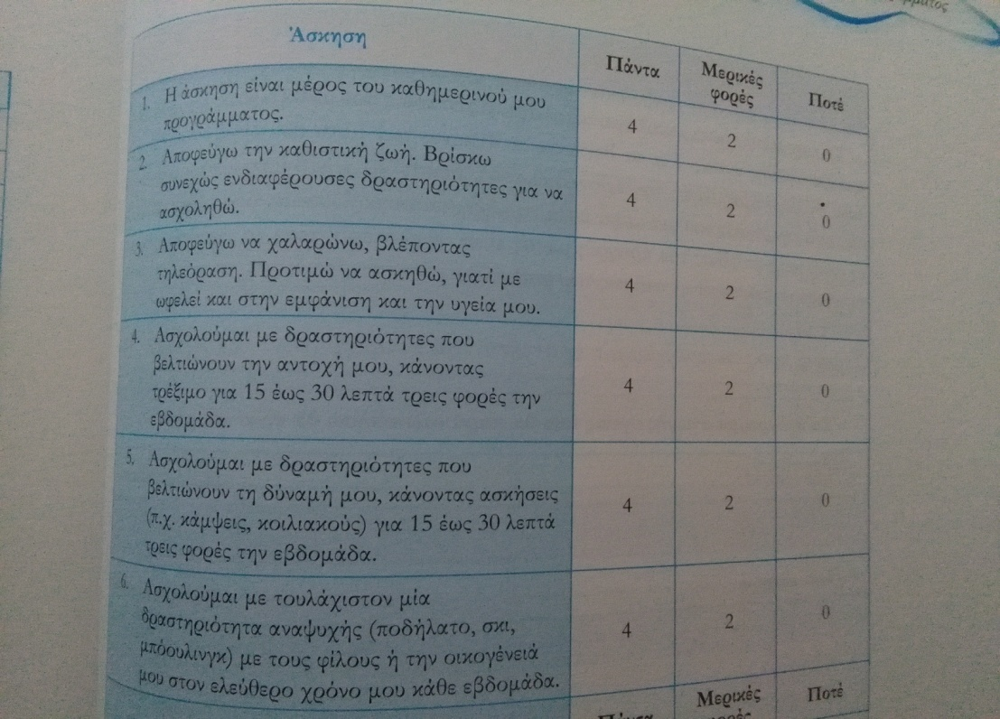 Άσκηση Πάντα Μερικές φορές Ποτέ
1. Η άσκηση είναι μέρος του καθημερινού μου
προγράμματος.
4 2 0
2. Αποφεύγω την καθιστική ζωή. Βρίσκω
συνεχώς ενδιαφέρουσες δραστηριότητες για να
ασχοληθώ.
4 2 0
3. Αποφεύγω να χαλαρώνω, βλέποντας
τηλεόραση. Προτιμώ να ασκηθώ, γιατί με
ωφελεί και στην εμφάνιση και την υγεία μου.
4 2 0
4. Ασχολούμαι με δραστηριότητες που
βελτιώνουν την αντοχή μου, κάνοντας
τρέξιμο για 15 έως 30 λεπτά τρεις φορές την
εβδομάδα.
4 2 0
5. Ασχολούμαι με δραστηριότητες που
βελτιώνουν τη δύναμή μου, κάνοντας ασκήσεις
(π.χ. κάμψεις, κοιλιακούς) για 15 έως 30 λεπτά
τρεις φορές την εβδομάδα.
4 2 0
6. Ασχολούμαι με τουλάχιστον μία
δραστηριότητα αναψυχής (ποδήλατο, σκι,
μπόουλινγκ) με τους φίλους ή την οικογένειά
μου στον ελεύθερο χρόνο μου κάθε εβδομάδα.
4 2 0
Πάντα Μερικές φορές Ποτέ